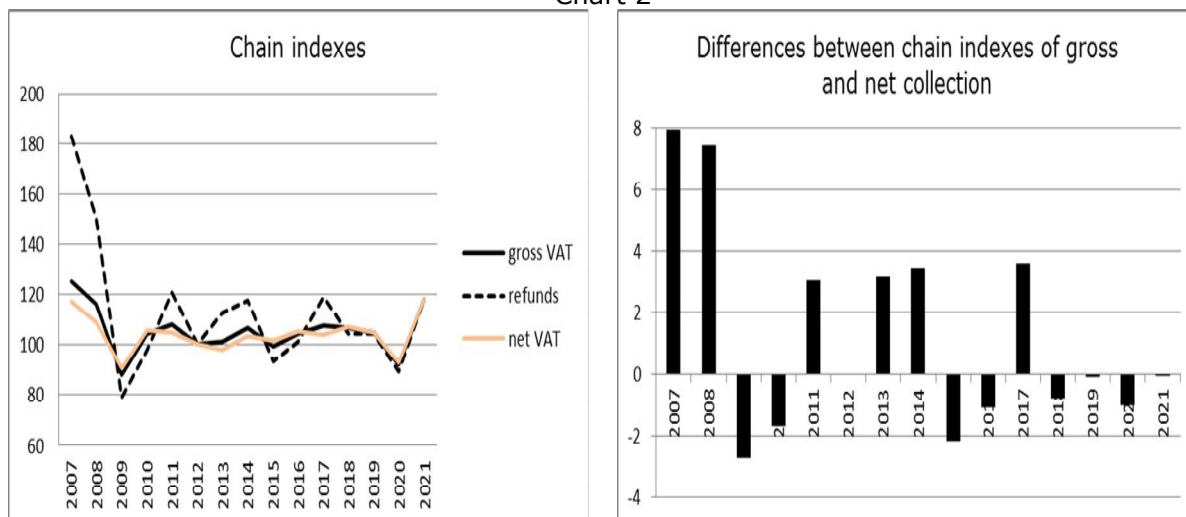 Chart 2
Chain indexes
200
180
160
140
120
100
80
60
2007 2008 2009 2010 2011 2012 2013 2014 2015 2016 2017 2018 2019 2020 2021
gross VAT
refunds
net VAT
Differences between chain indexes of gross
and net collection
8
6
4
2
0
-2
-4
2007 2008 2011 2012 2013 2014 2017 2019 2021